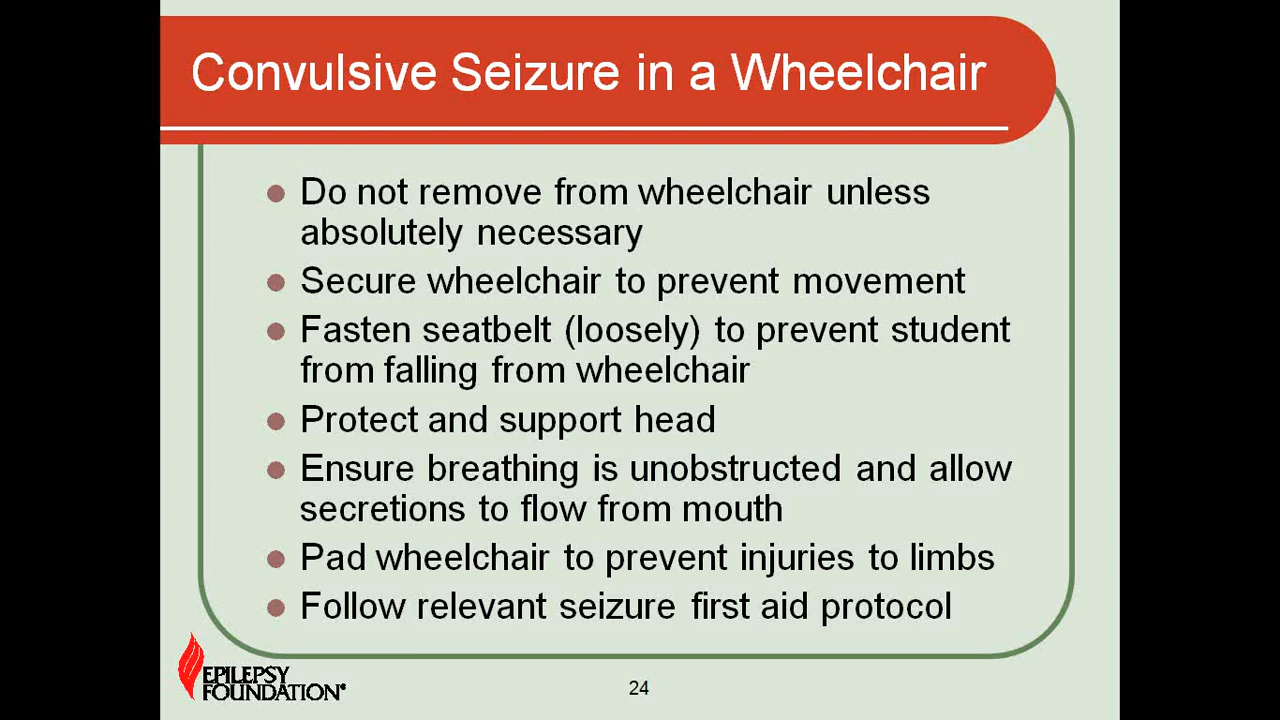 Convulsive Seizure in a Wheelchair
Do not remove from wheelchair unless
absolutely necessary
Secure wheelchair to prevent movement
Fasten seatbelt (loosely) to prevent student
from falling from wheelchair
Protect and support head
Ensure breathing is unobstructed and allow
secretions to flow from mouth
Pad wheelchair to prevent injuries to limbs
Follow relevant seizure first aid protocol
EPILEPSY
FOUNDATION®
24